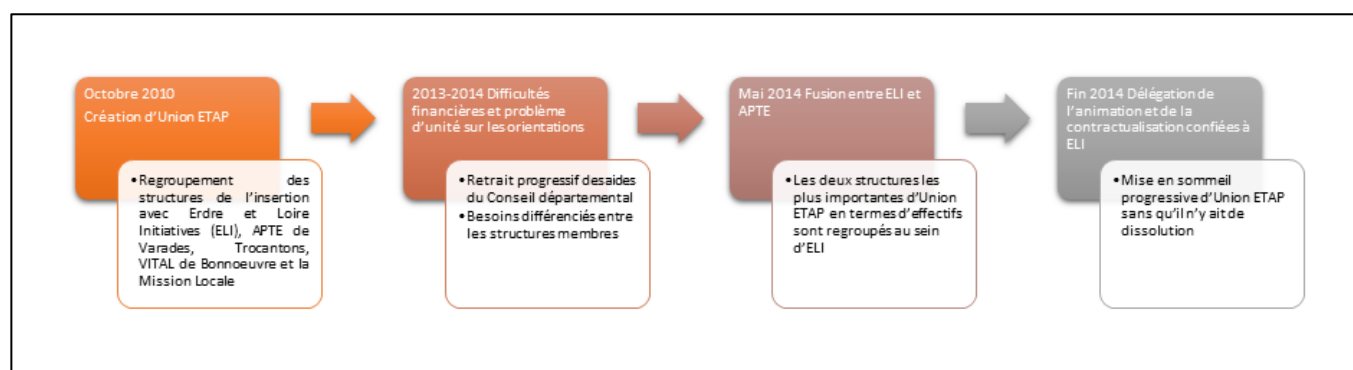 Octobre 2010
Création d'Union ETAP
•Regroupement des
structures de l'insertion
avec Erdre et Loire
Initiatives (ELI), APTE de
Varades, Trocantons,
VITAL de Bonnoeuvre et la
Mission Locale
2013-2014 Difficultés
financières et problème
d'unité sur les orientations
•Retrait progressif desaides
du Conseil départemental
•Besoins différenciés entre
les structures membres
Mai 2014 Fusion entre ELI et
APTE
•Les deux structures les
plus importantes d'Union
ETAP en termes d'effectifs
sont regroupés au sein
d'ELI
Fin 2014 Délégation de
l'animation et de la
contractualisation confiées à
ELI
•Mise en sommeil
progressive d'Union ETAP
sans qu'il n'y ait de
dissolution